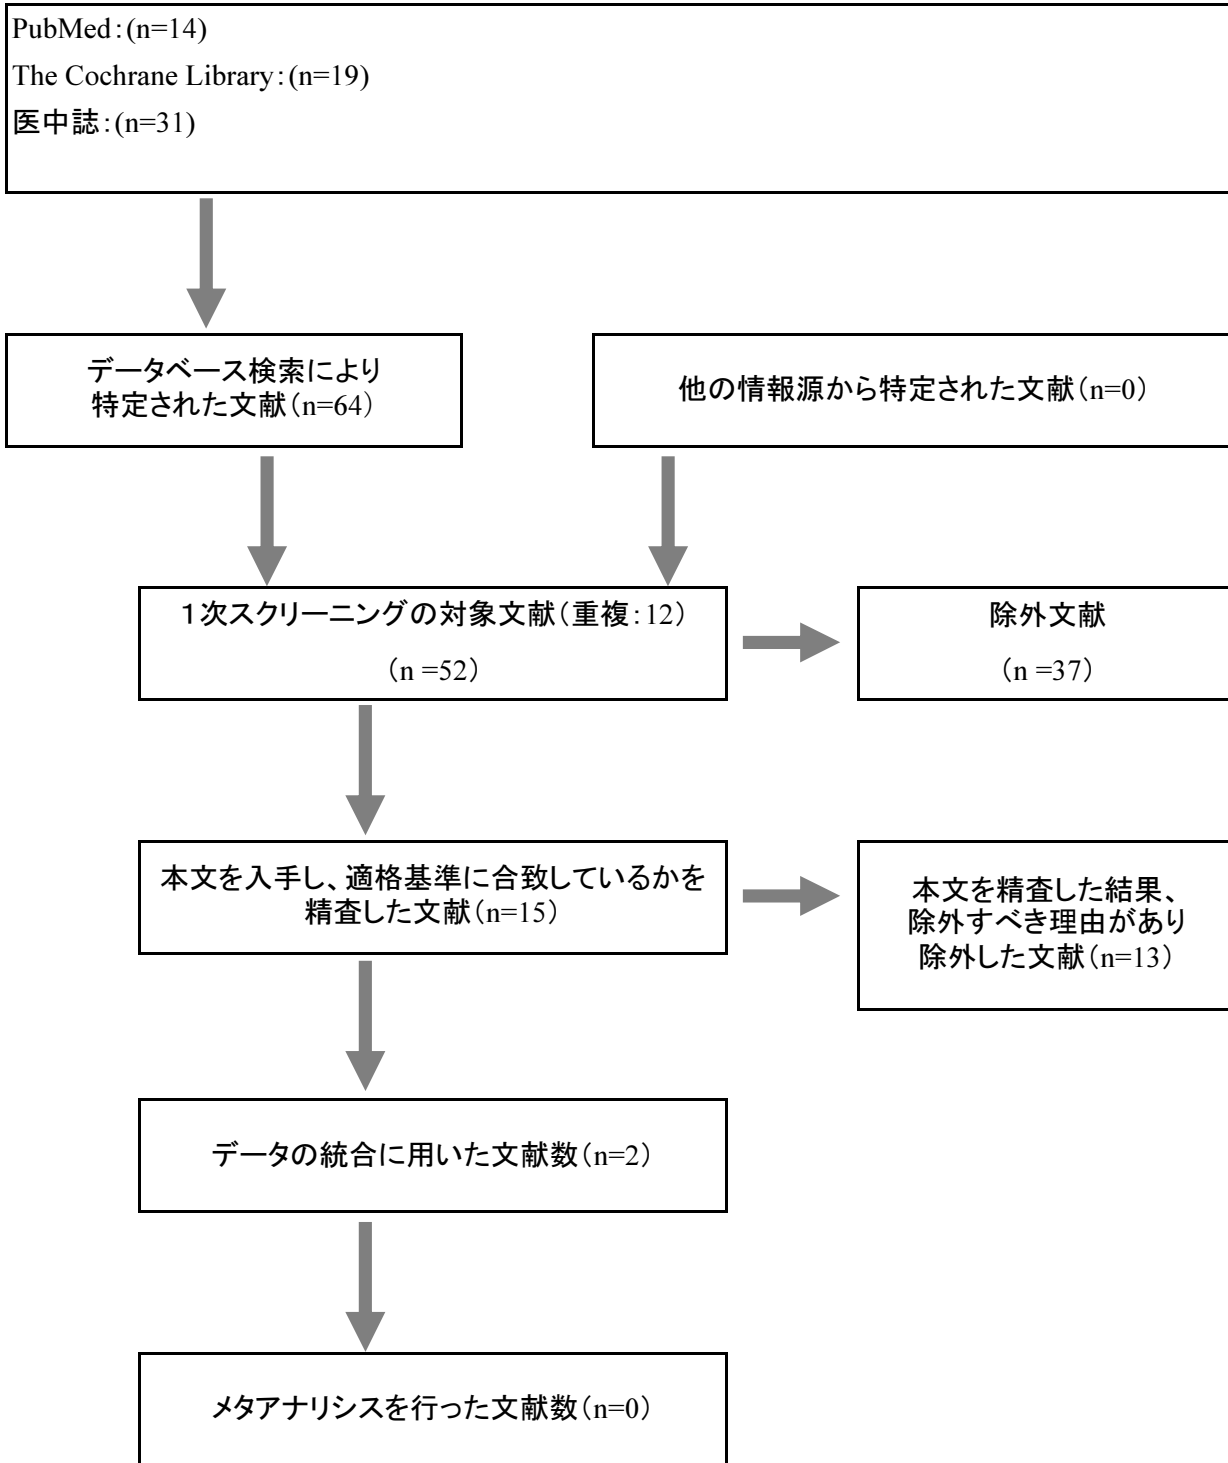 PubMed：(n=14)
The Cochrane Library：(n=19)
医中誌：(n=31)
データベース検索により
特定された文献（n=64）
他の情報源から特定された文献（n=0）
１次スクリーニングの対象文献（重複：12）
（n =52）
除外文献
（n =37）
本文を入手し、適格基準に合致しているかを
精査した文献（n=15）
本文を精査した結果、
除外すべき理由があり
除外した文献（n=13）
データの統合に用いた文献数（n=2）
メタアナリシスを行った文献数（n=0）